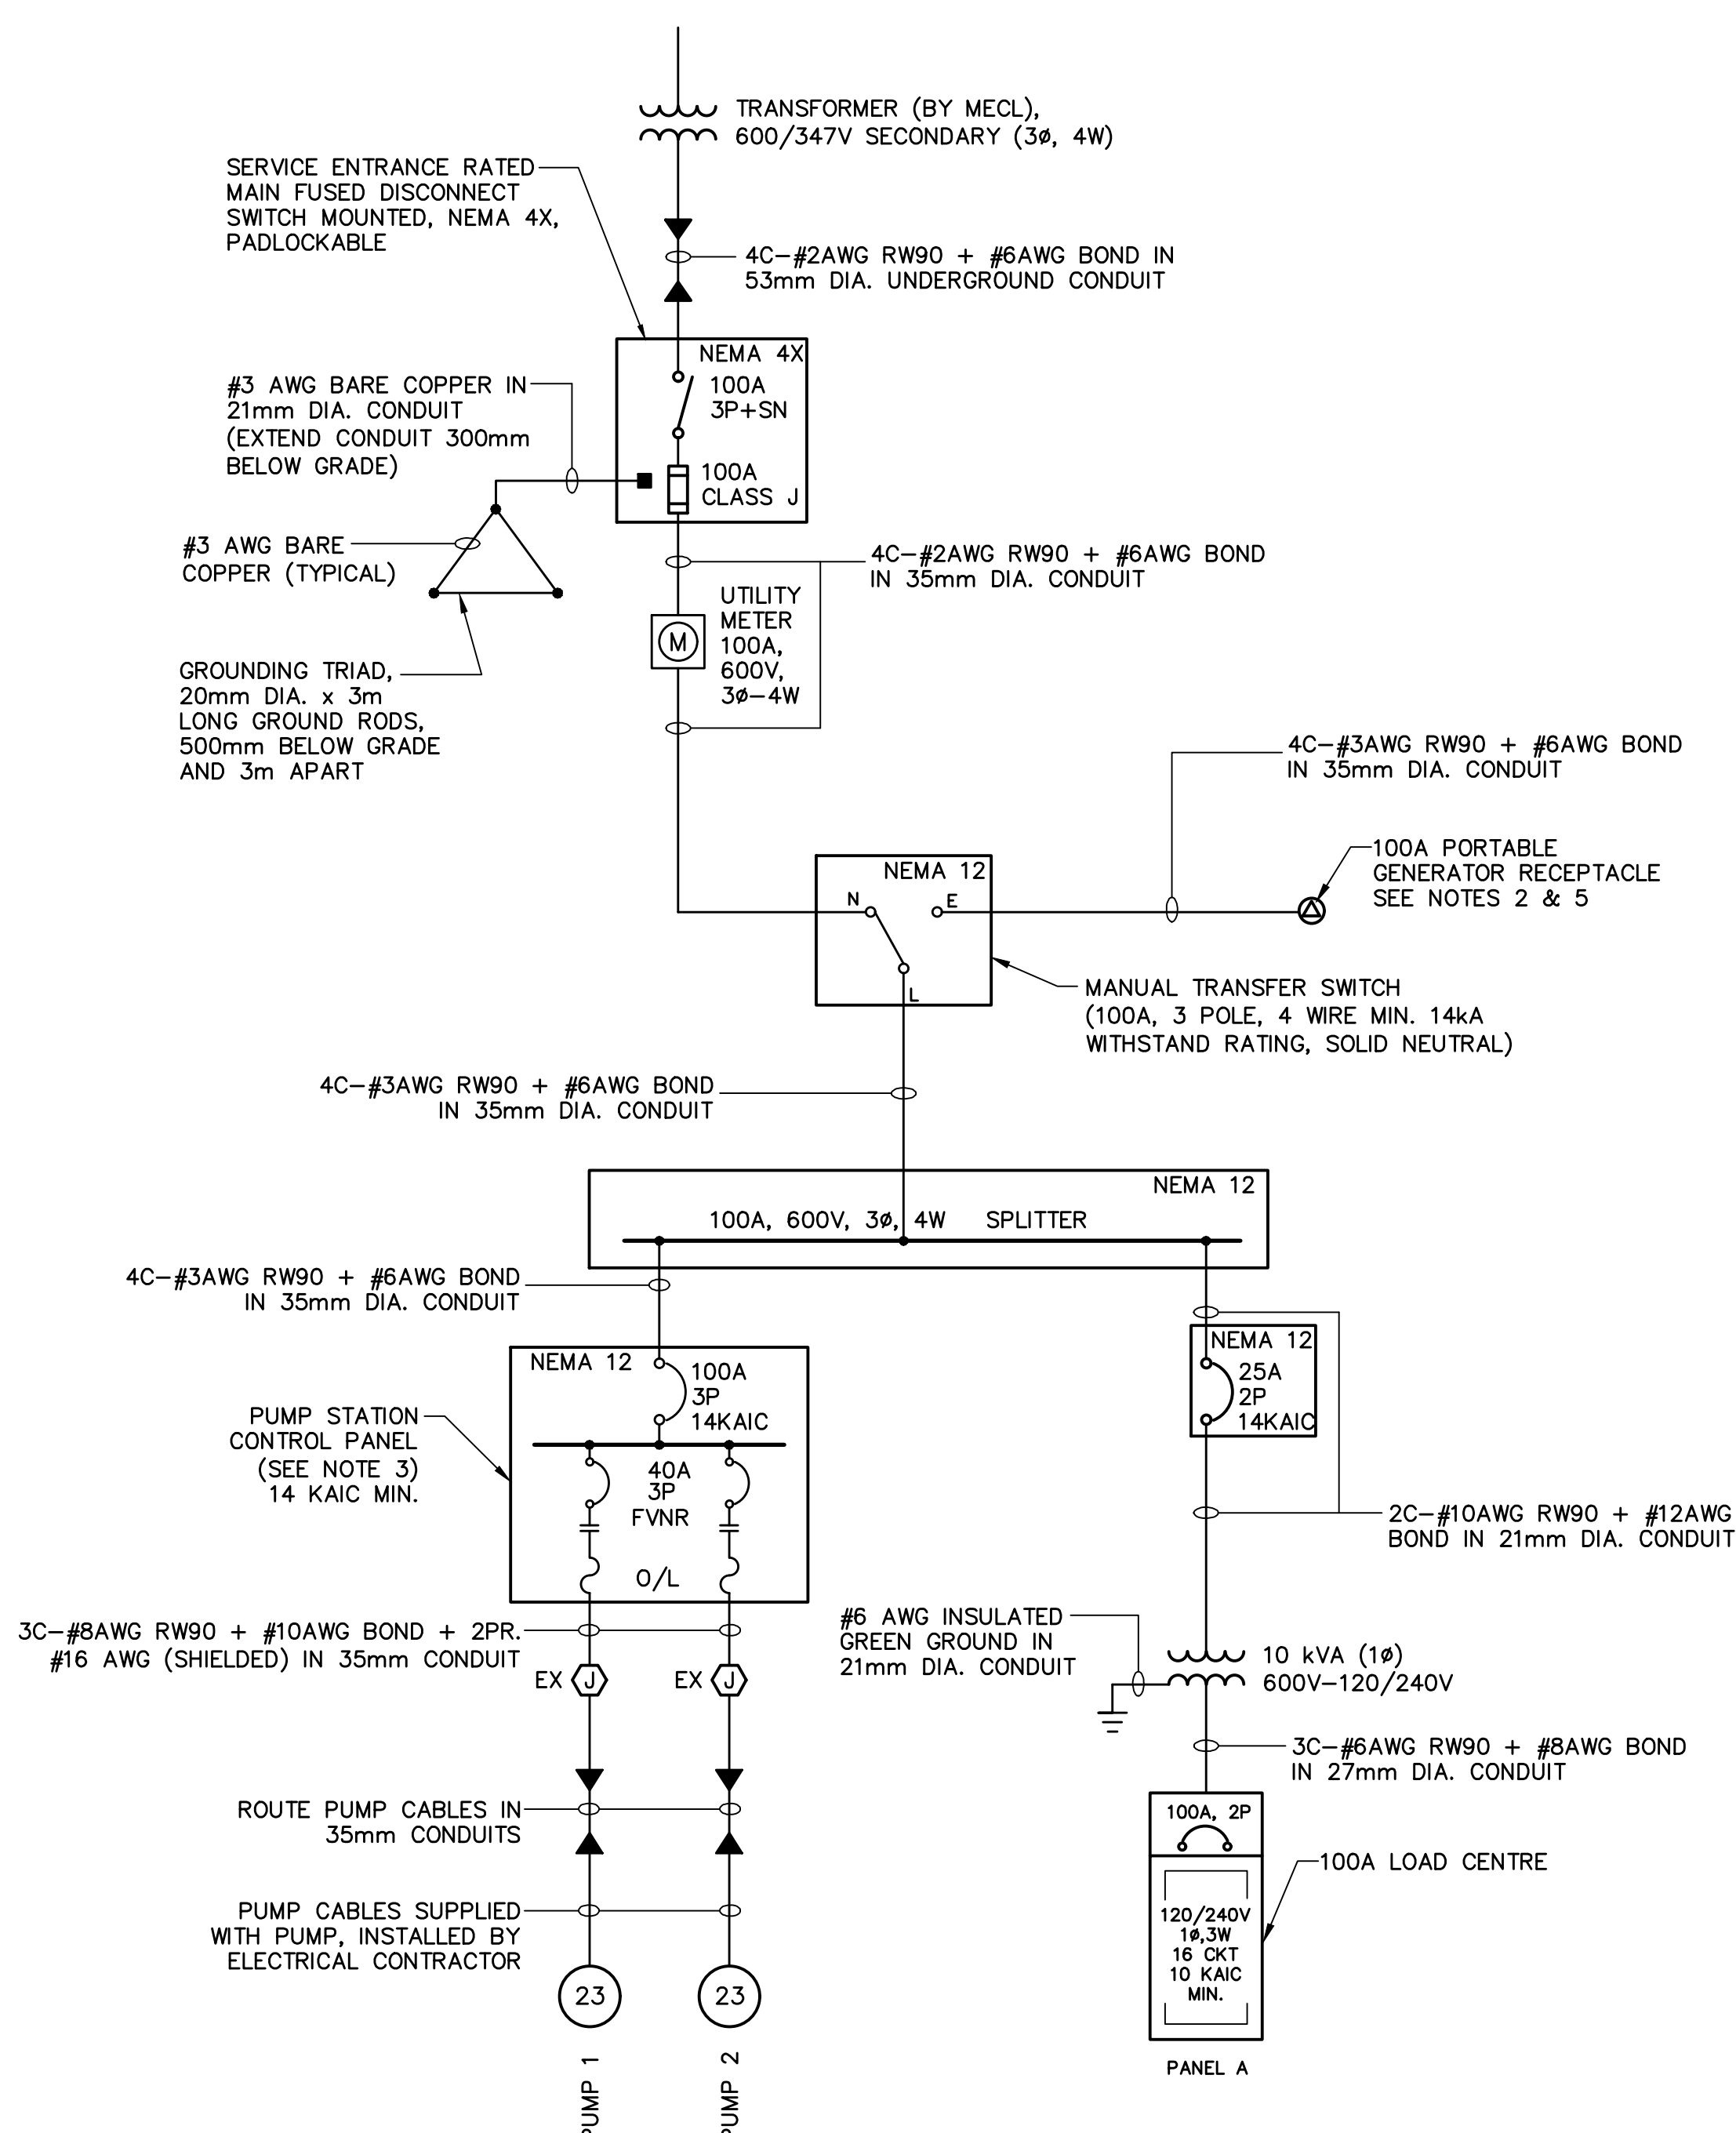 TRANSFORMER (BY MECL),
600/347V SECONDARY (3ø, 4W)
SERVICE ENTRANCE RATED
MAIN FUSED DISCONNECT
SWITCH MOUNTED, NEMA 4X,
PADLOCKABLE
4C-#2AWG RW90 + #6AWG BOND IN
53mm DIA. UNDERGROUND CONDUIT
NEMA 4X
100A
3P+SN
100A
CLASS J
#3 AWG BARE COPPER IN
21mm DIA. CONDUIT
(EXTEND CONDUIT 300mm
BELOW GRADE)
#3 AWG BARE
COPPER (TYPICAL)
4C-#2AWG RW90 + #6AWG BOND
IN 35mm DIA. CONDUIT
UTILITY
METER
100A,
600V,
3ø-4W
M
GROUNDING TRIAD,
20mm DIA. x 3m
LONG GROUND RODS,
500mm BELOW GRADE
AND 3m APART
4C-#3AWG RW90 + #6AWG BOND
IN 35mm DIA. CONDUIT
100A PORTABLE
GENERATOR RECEPTACLE
SEE NOTES 2 & 5
NEMA 12
N
E
L
MANUAL TRANSFER SWITCH
(100A, 3 POLE, 4 WIRE MIN. 14kA
WITHSTAND RATING, SOLID NEUTRAL)
4C-#3AWG RW90 + #6AWG BOND
IN 35mm DIA. CONDUIT
NEMA 12
100A, 600V, 3ø, 4W SPLITTER
4C-#3AWG RW90 + #6AWG BOND
IN 35mm DIA. CONDUIT
NEMA 12
100A
3P
14KAIC
PUMP STATION
CONTROL PANEL
(SEE NOTE 3)
14 KAIC MIN.
40A
3P
FVNR
O/L
NEMA 12
25A
2P
14KAIC
2C-#10AWG RW90 + #12AWG
BOND IN 21mm DIA. CONDUIT
3C-#8AWG RW90 + #10AWG BOND + 2PR.
#16 AWG (SHIELDED) IN 35mm CONDUIT
EX J
EX J
#6 AWG INSULATED
GREEN GROUND IN
21mm DIA. CONDUIT
10 kVA (1ø)
600V-120/240V
3C-#6AWG RW90 + #8AWG BOND
IN 27mm DIA. CONDUIT
ROUTE PUMP CABLES IN
35mm CONDUITS
PUMP CABLES SUPPLIED
WITH PUMP, INSTALLED BY
ELECTRICAL CONTRACTOR
23
23
PUMP 1
PUMP 2
100A, 2P
100A LOAD CENTRE
120/240V
1ø,3W
16 CKT
10 KAIC
MIN.
PANEL A